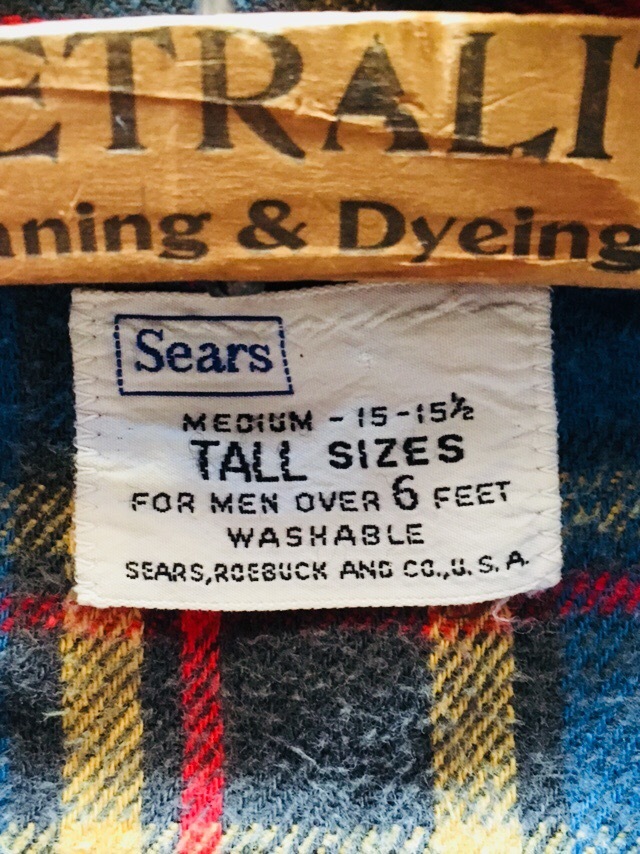 ETRALI
ning & Dyeing
Sears
MEDIUM - 15-15½
TALL SIZES
FOR MEN OVER 6 FEET
WASHABLE
SEARS, ROEBUCK AND CO., U.S.A.